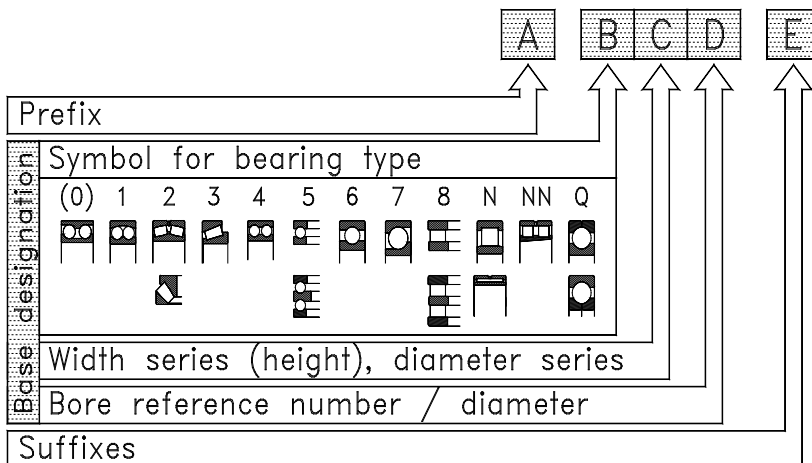 A B C D E
Prefix
Base designation
Symbol for bearing type
(0) 1 2 3 4 5 6 7 8 N NN Q
Width series (height), diameter series
Bore reference number / diameter
Suffixes